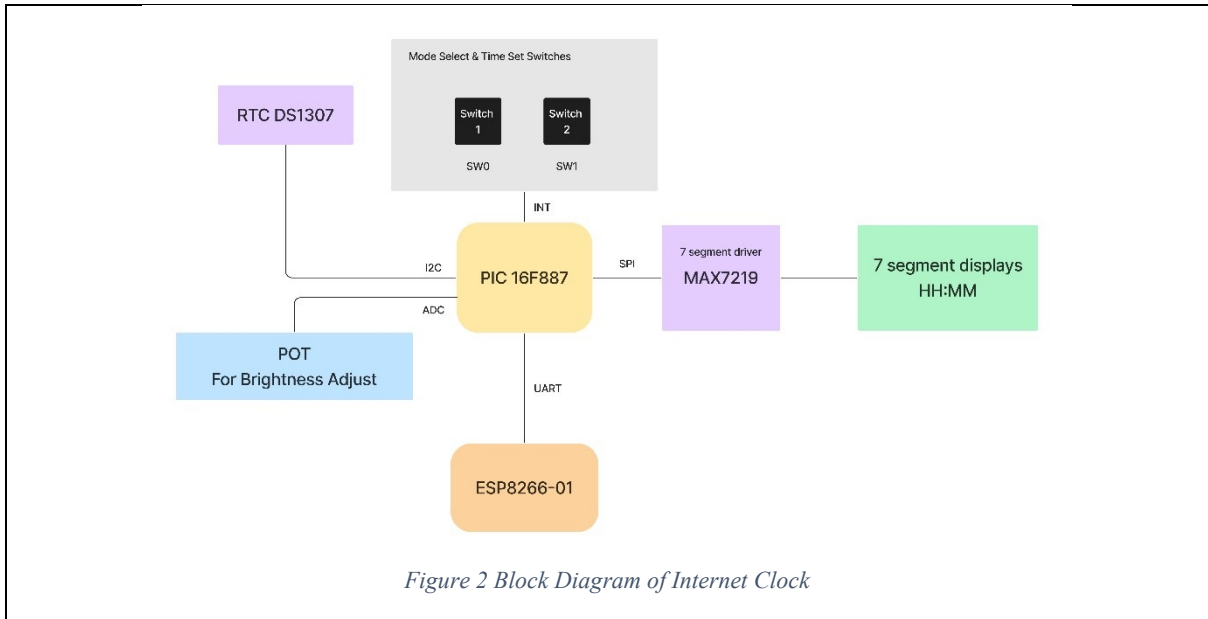 Mode Select & Time Set Switches
RTC DS1307
Switch
1
Switch
2
SW0
SW1
INT
I2C
PIC 16F887
SPI
7 segment driver
MAX7219
7 segment displays
HH:MM
ADC
POT
For Brightness Adjust
UART
ESP8266-01
Figure 2 Block Diagram of Internet Clock